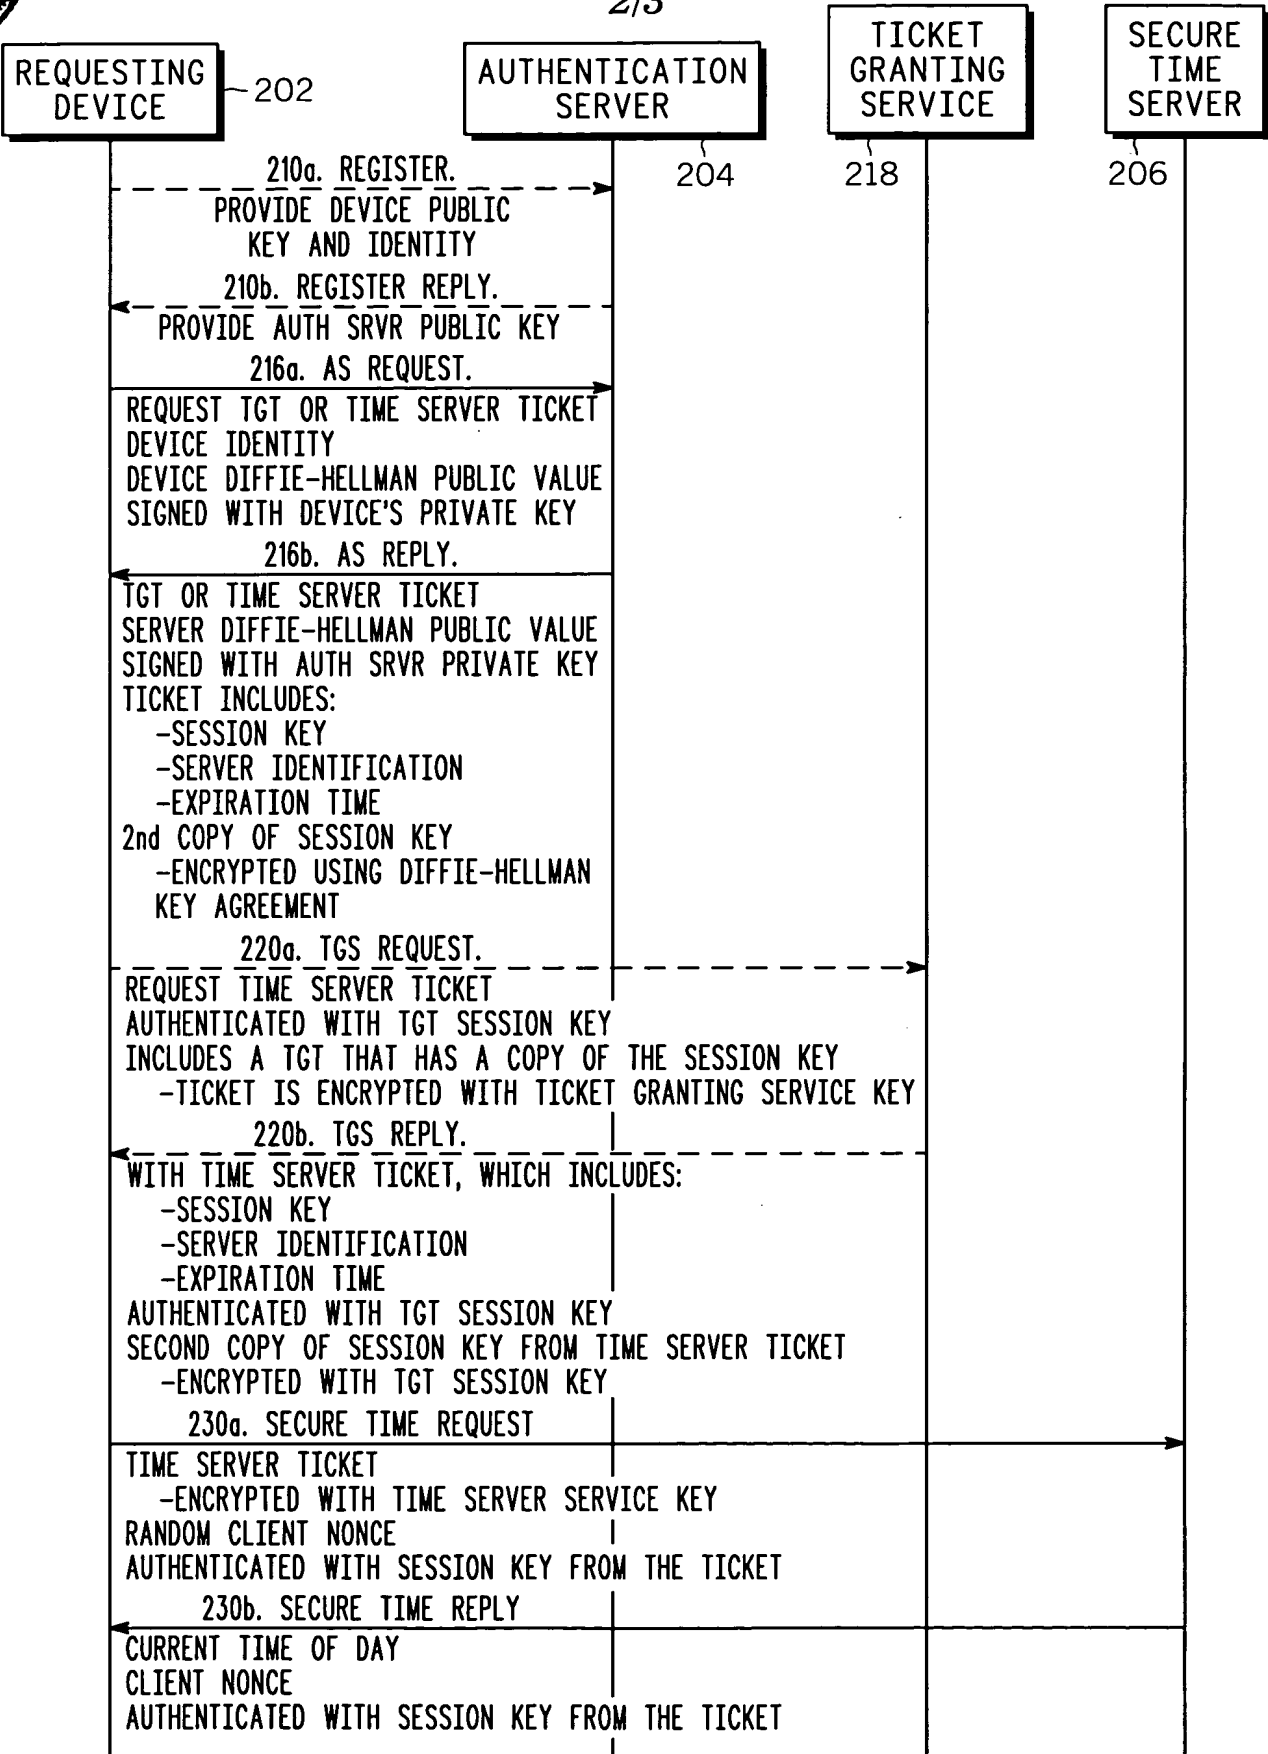 2/3
REQUESTING
DEVICE
202
AUTHENTICATION
SERVER
204
TICKET
GRANTING
SERVICE
218
SECURE
TIME
SERVER
206
210a. REGISTER.
PROVIDE DEVICE PUBLIC
KEY AND IDENTITY
210b. REGISTER REPLY.
PROVIDE AUTH SRVR PUBLIC KEY
216a. AS REQUEST.
REQUEST TGT OR TIME SERVER TICKET
DEVICE IDENTITY
DEVICE DIFFIE-HELLMAN PUBLIC VALUE
SIGNED WITH DEVICE'S PRIVATE KEY
216b. AS REPLY.
TGT OR TIME SERVER TICKET
SERVER DIFFIE-HELLMAN PUBLIC VALUE
SIGNED WITH AUTH SRVR PRIVATE KEY
TICKET INCLUDES:
-SESSION KEY
-SERVER IDENTIFICATION
-EXPIRATION TIME
2nd COPY OF SESSION KEY
-ENCRYPTED USING DIFFIE-HELLMAN
KEY AGREEMENT
220a. TGS REQUEST.
REQUEST TIME SERVER TICKET
AUTHENTICATED WITH TGT SESSION KEY
INCLUDES A TGT THAT HAS A COPY OF THE SESSION KEY
-TICKET IS ENCRYPTED WITH TICKET GRANTING SERVICE KEY
220b. TGS REPLY.
WITH TIME SERVER TICKET, WHICH INCLUDES:
-SESSION KEY
-SERVER IDENTIFICATION
-EXPIRATION TIME
AUTHENTICATED WITH TGT SESSION KEY
SECOND COPY OF SESSION KEY FROM TIME SERVER TICKET
-ENCRYPTED WITH TGT SESSION KEY
230a. SECURE TIME REQUEST
TIME SERVER TICKET
-ENCRYPTED WITH TIME SERVER SERVICE KEY
RANDOM CLIENT NONCE
AUTHENTICATED WITH SESSION KEY FROM THE TICKET
230b. SECURE TIME REPLY
CURRENT TIME OF DAY
CLIENT NONCE
AUTHENTICATED WITH SESSION KEY FROM THE TICKET